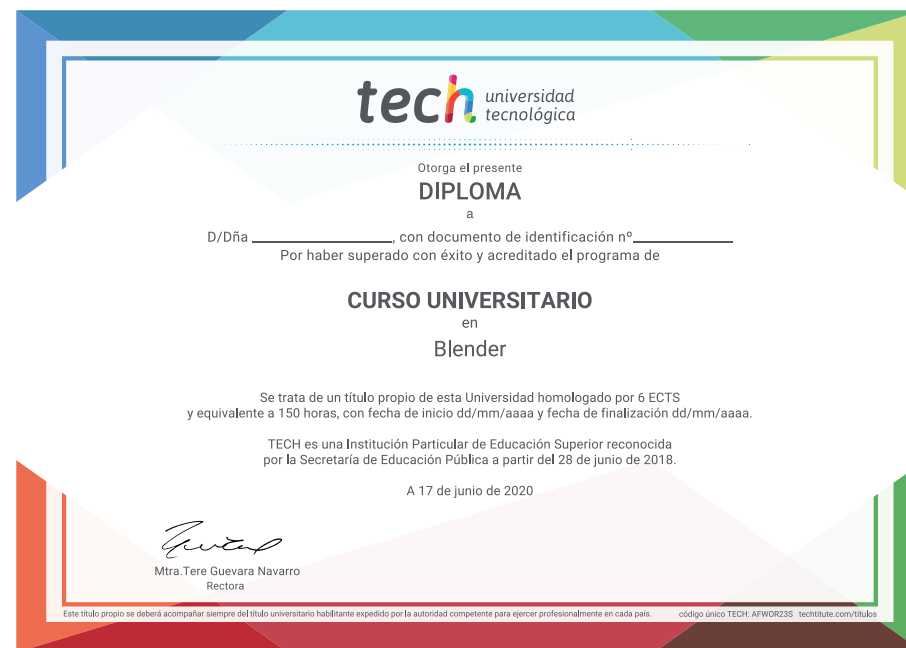 tech universidad
tecnológica
Otorga el presente
DIPLOMA
a
D/Dña ____________________, con documento de identificación nº______________
Por haber superado con éxito y acreditado el programa de
CURSO UNIVERSITARIO
en
Blender
Se trata de un título propio de esta Universidad homologado por 6 ECTS
y equivalente a 150 horas, con fecha de inicio dd/mm/aaaa y fecha de finalización dd/mm/aaaa.
TECH es una Institución Particular de Educación Superior reconocida
por la Secretaría de Educación Pública a partir del 28 de junio de 2018.
A 17 de junio de 2020
Mtra.Tere Guevara Navarro
Rectora
Este título propio se deberá acompañar siempre del título universitario habilitante expedido por la autoridad competente para ejercer profesionalmente en cada país. código único TECH: AFWOR23S techtitute.com/titulos